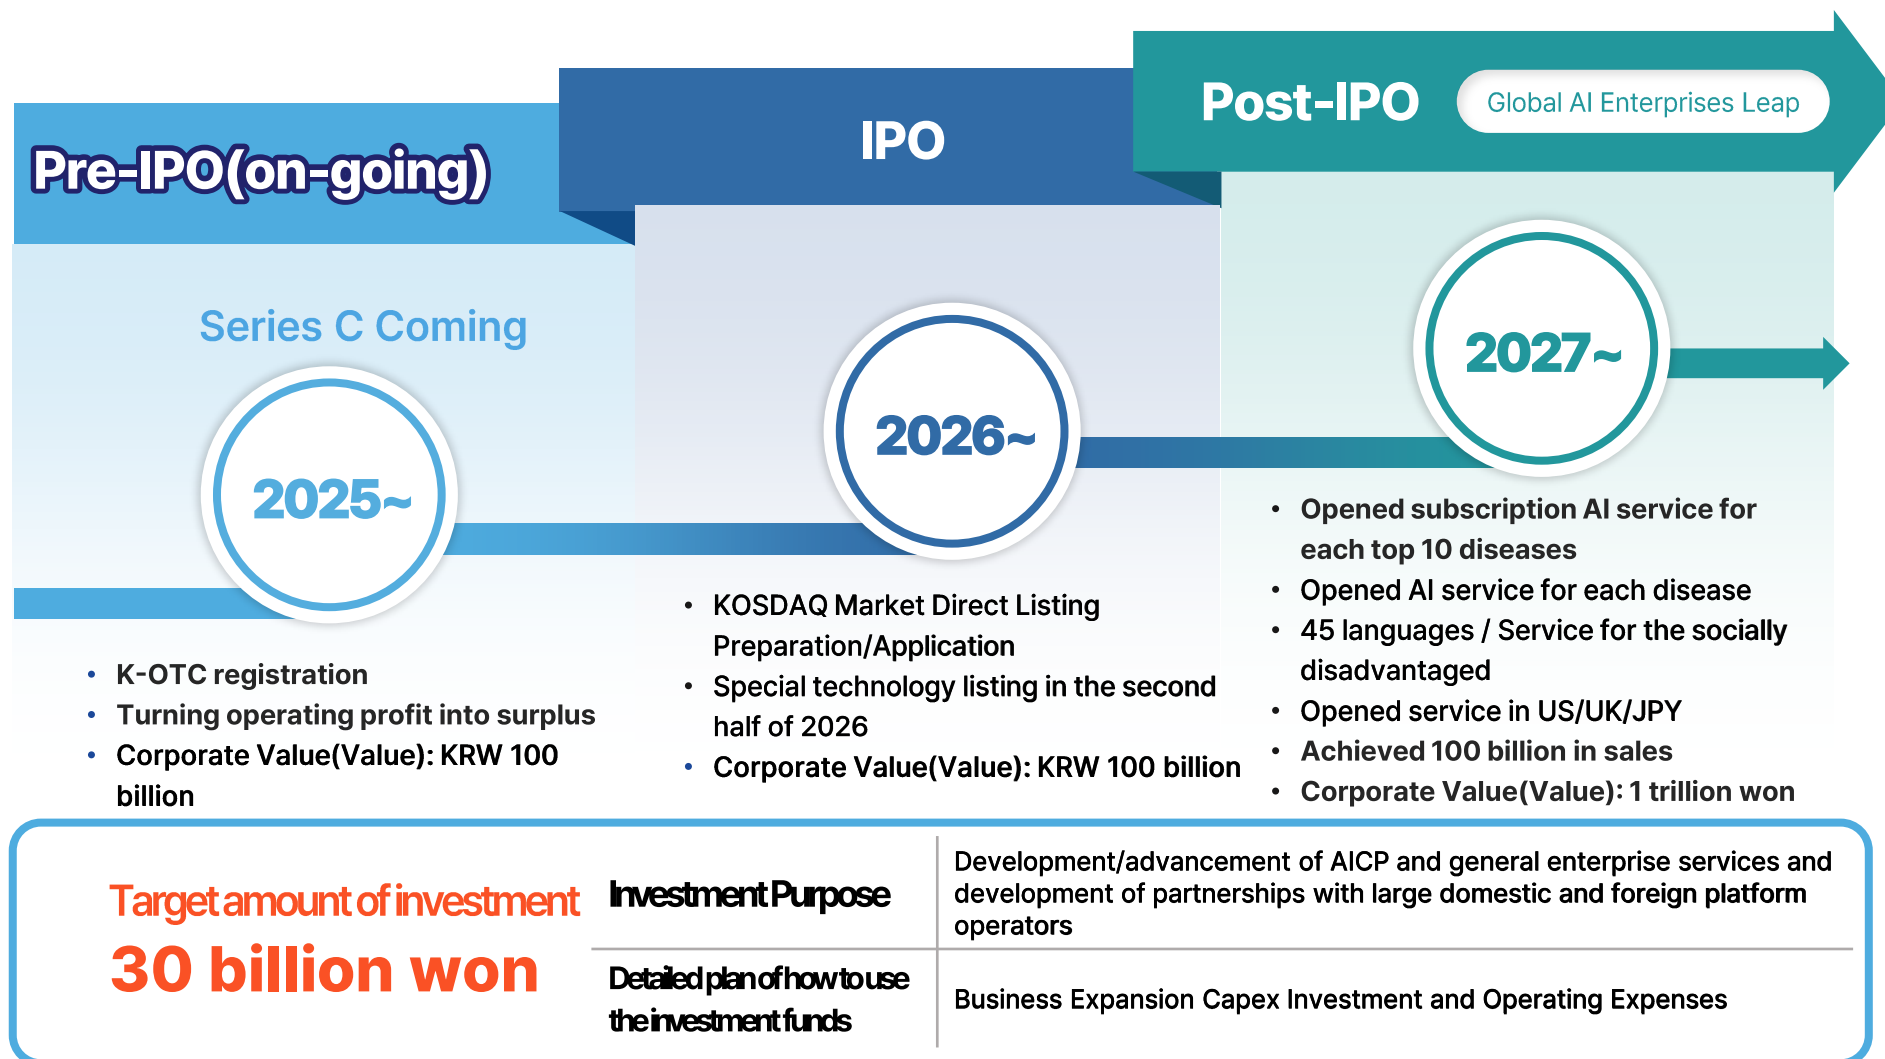 Pre-IPO(on-going)
IPO
Post-IPO
Global AI Enterprises Leap
Series C Coming
2025~
K-OTC registration
Turning operating profit into surplus
Corporate Value(Value): KRW 100
billion
2026~
KOSDAQ Market Direct Listing
Preparation/Application
Special technology listing in the second
half of 2026
Corporate Value(Value): KRW 100 billion
2027~
Opened subscription AI service for
each top 10 diseases
Opened AI service for each disease
45 languages / Service for the socially
disadvantaged
Opened service in US/UK/JPY
Achieved 100 billion in sales
Corporate Value(Value): 1 trillion won
Target amount of investment
30 billion won
Investment Purpose
Development/advancement of AICP and general enterprise services and
development of partnerships with large domestic and foreign platform
operators
Detailed plan of how to use
the investment funds
Business Expansion Capex Investment and Operating Expenses